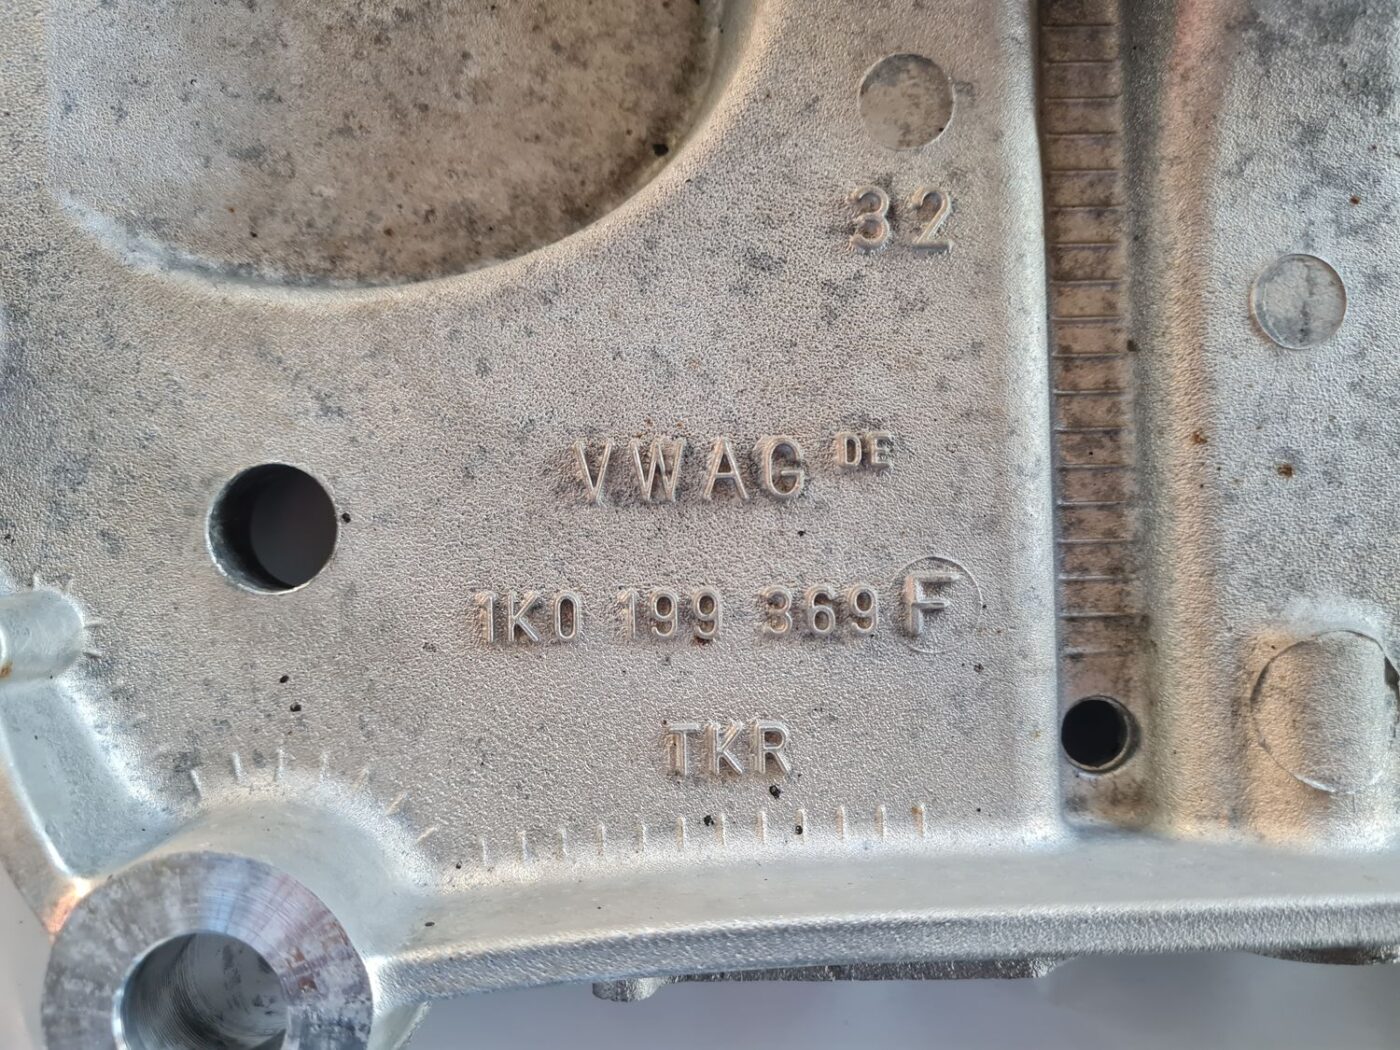 32
VWAG DE
1K0 199 369 F
TKR